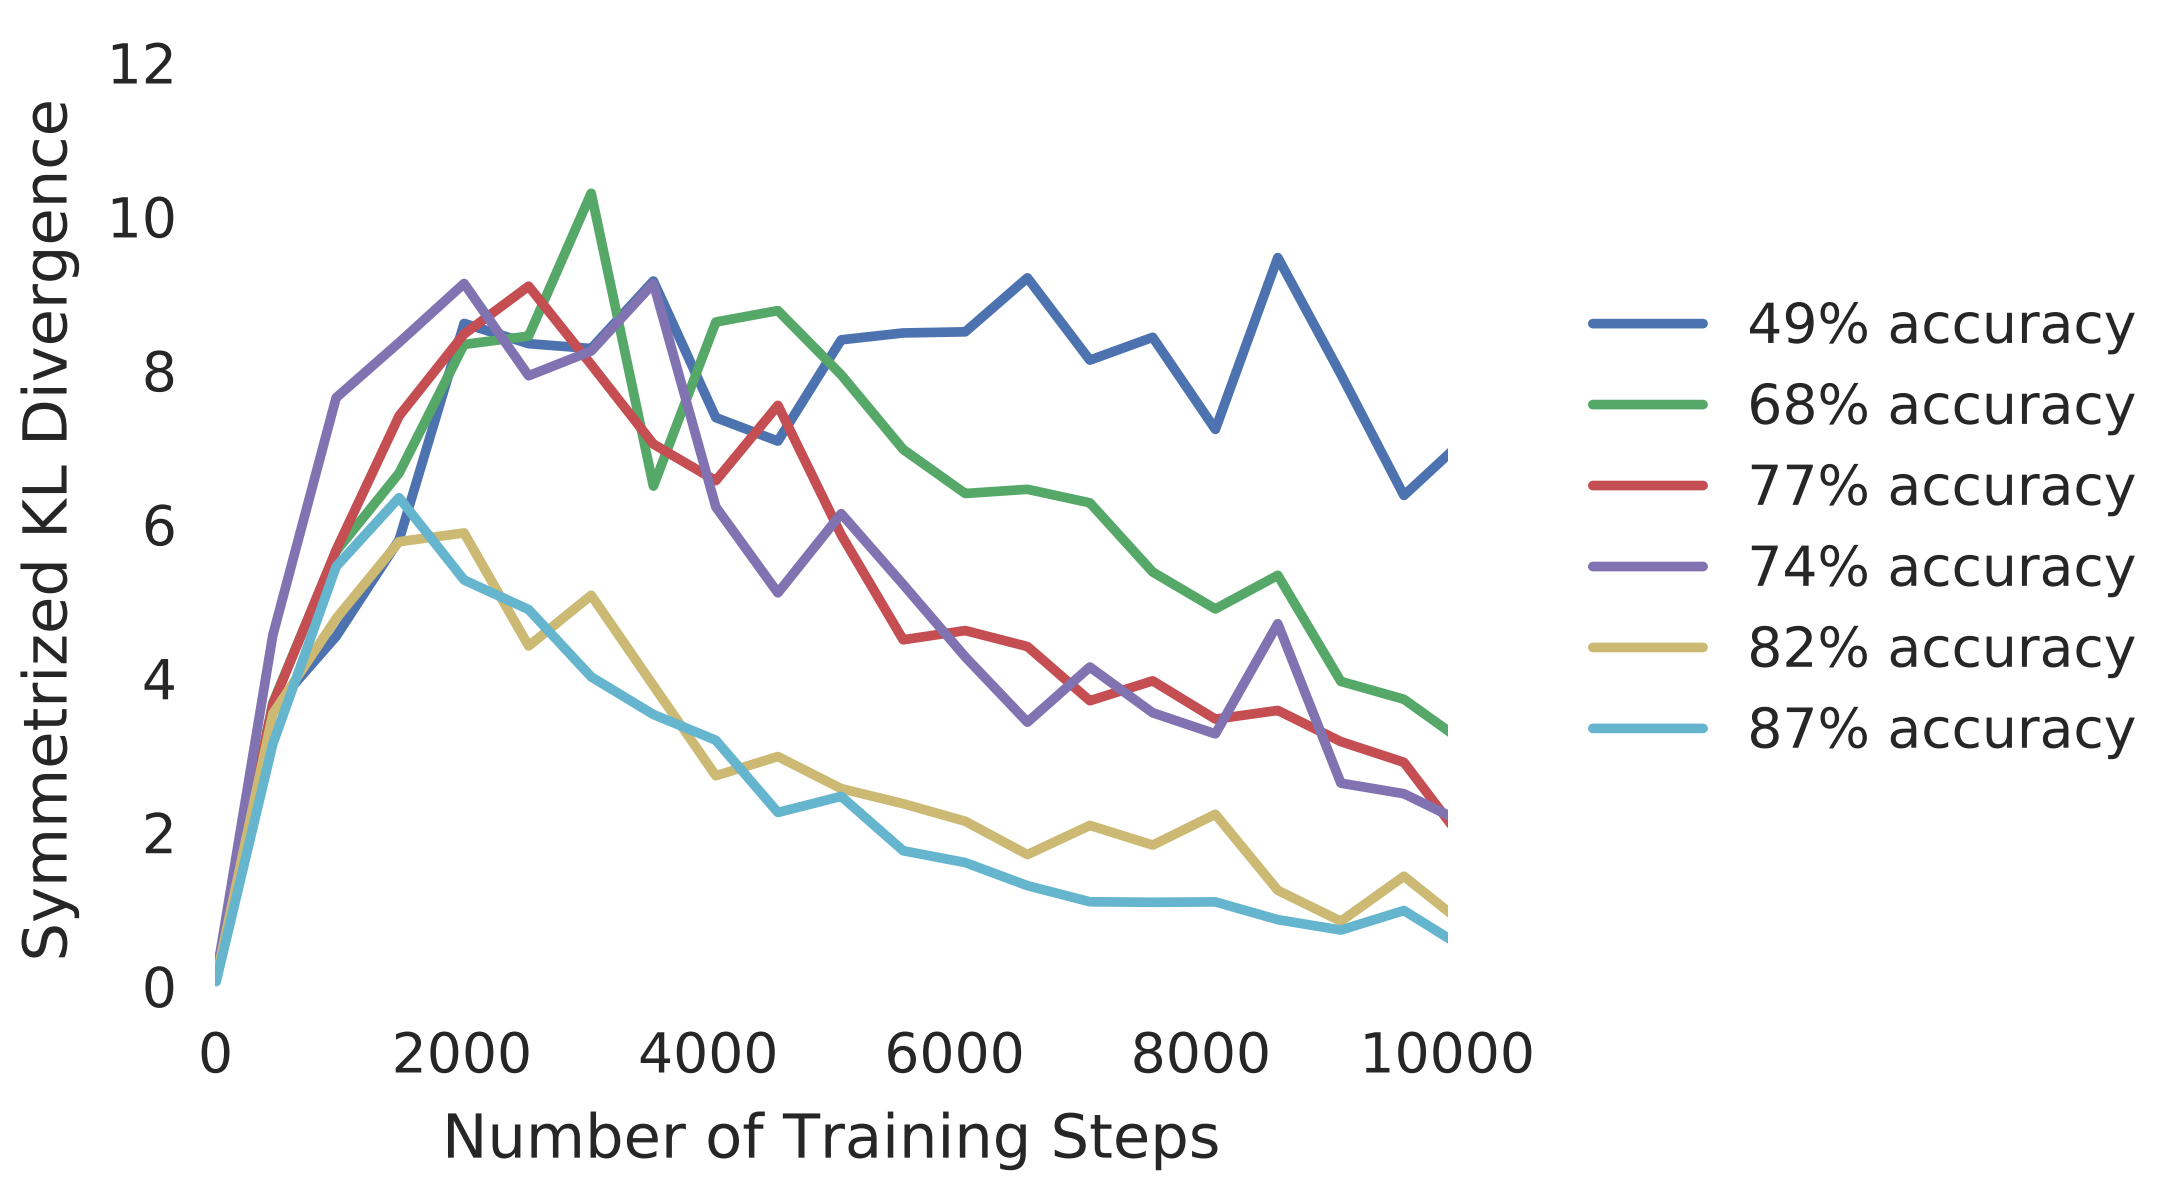 Symmetrized KL Divergence
12
10
8
6
4
2
0
0 2000 4000 6000 8000 10000
Number of Training Steps
49% accuracy
68% accuracy
77% accuracy
74% accuracy
82% accuracy
87% accuracy